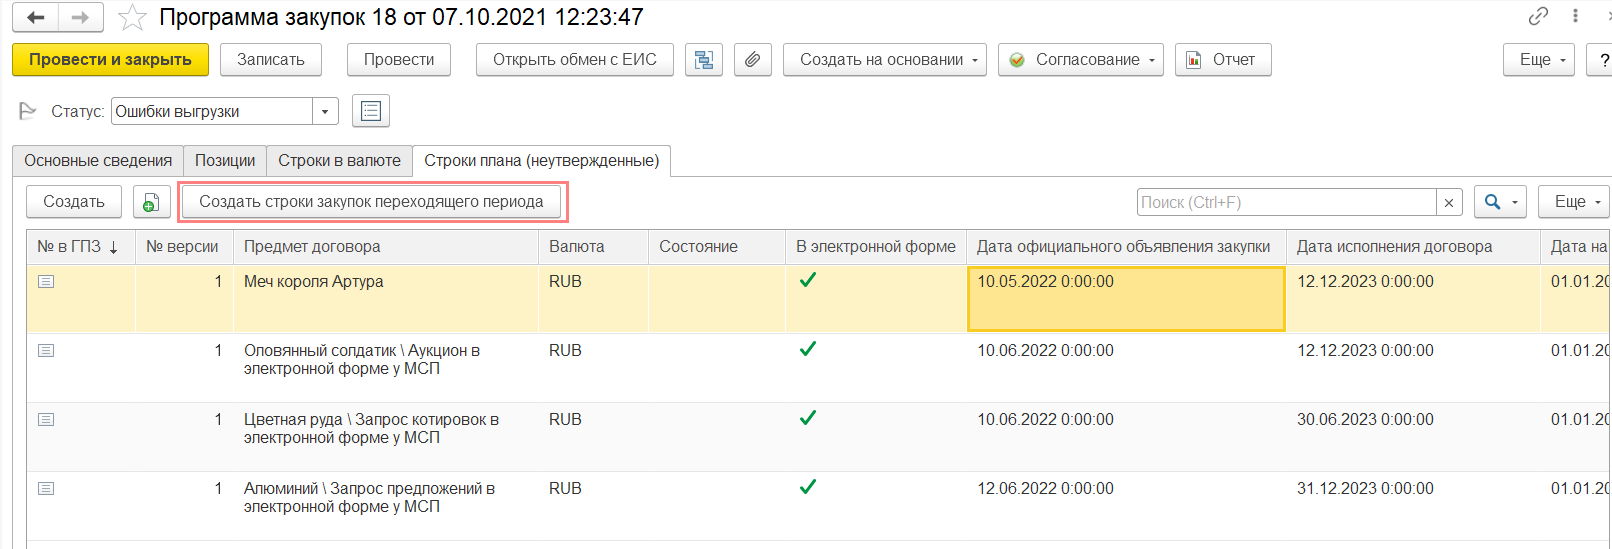 Программа закупок 18 от 07.10.2021 12:23:47
Провести и закрыть Записать Провести Открыть обмен с ЕИС Создать на основании Согласование Отчет Еще ?
Статус: Ошибки выгрузки
Основные сведения Позиции Строки в валюте Строки плана (неутвержденные)
Создать Создать строки закупок переходящего периода Поиск (Ctrl+F) × Еще
№ в ГПЗ ↓ № версии Предмет договора Валюта Состояние В электронной форме Дата официального объявления закупки Дата исполнения договора Дата на
1 Меч короля Артура RUB 10.05.2022 0:00:00 12.12.2023 0:00:00 01.01.20
1 Оловянный солдатик \ Аукцион в RUB 10.06.2022 0:00:00 12.12.2023 0:00:00 01.01.20
электронной форме у МСП
1 Цветная руда \ Запрос котировок в RUB 10.06.2022 0:00:00 30.06.2023 0:00:00 01.01.20
электронной форме у МСП
1 Алюминий \ Запрос предложений в RUB 12.06.2022 0:00:00 31.12.2023 0:00:00 01.01.20
электронной форме у МСП